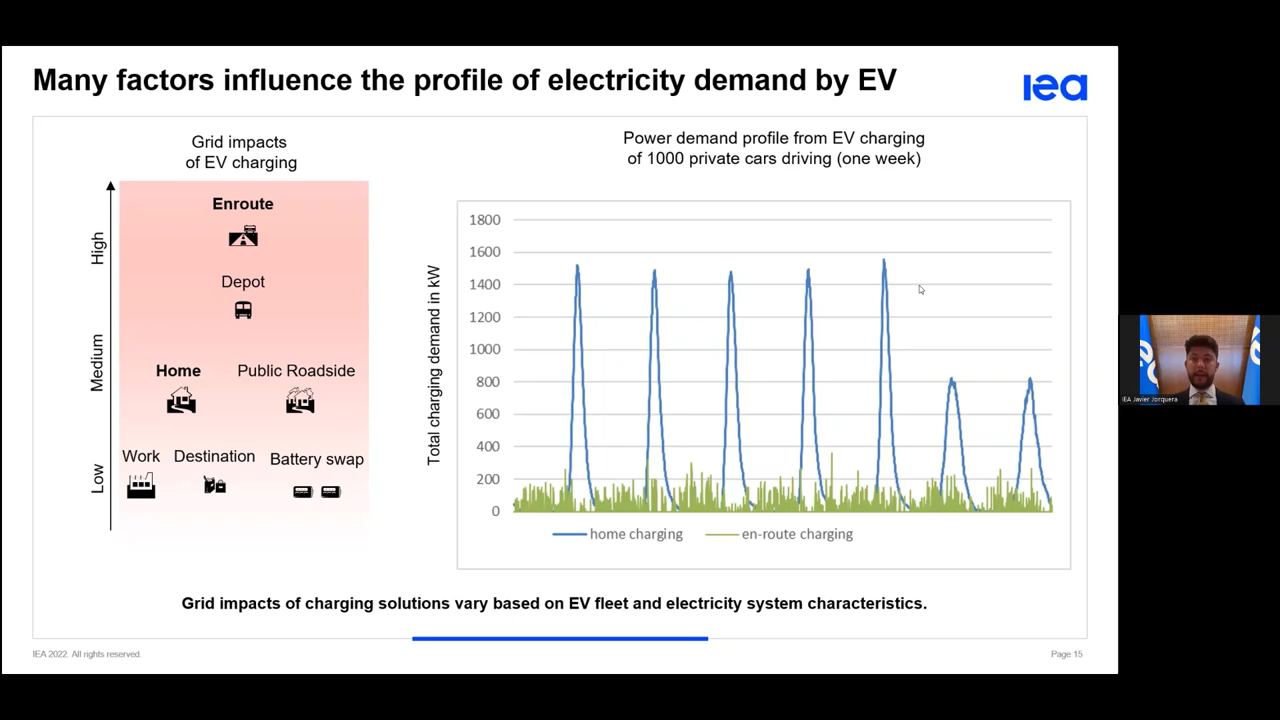 Many factors influence the profile of electricity demand by EV
iea
Grid impacts
of EV charging
High
Medium
Low
Enroute
Depot
Home
Public Roadside
Work
Destination
Battery swap
Power demand profile from EV charging
of 1000 private cars driving (one week)
Total charging demand in kW
1800
1600
1400
1200
1000
800
600
400
200
0
home charging
en-route charging
Grid impacts of charging solutions vary based on EV fleet and electricity system characteristics.
IEA 2022. All rights reserved.
Page 15
IEA Javier Jorquera